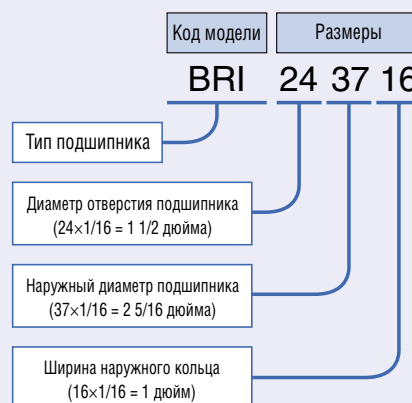 Код модели Размеры
BRI 24 37 16
Тип подшипника
Диаметр отверстия подшипника
(24×1/16 = 1 1/2 дюйма)
Наружный диаметр подшипника
(37×1/16 = 2 5/16 дюйма)
Ширина наружного кольца
(16×1/16 = 1 дюйм)